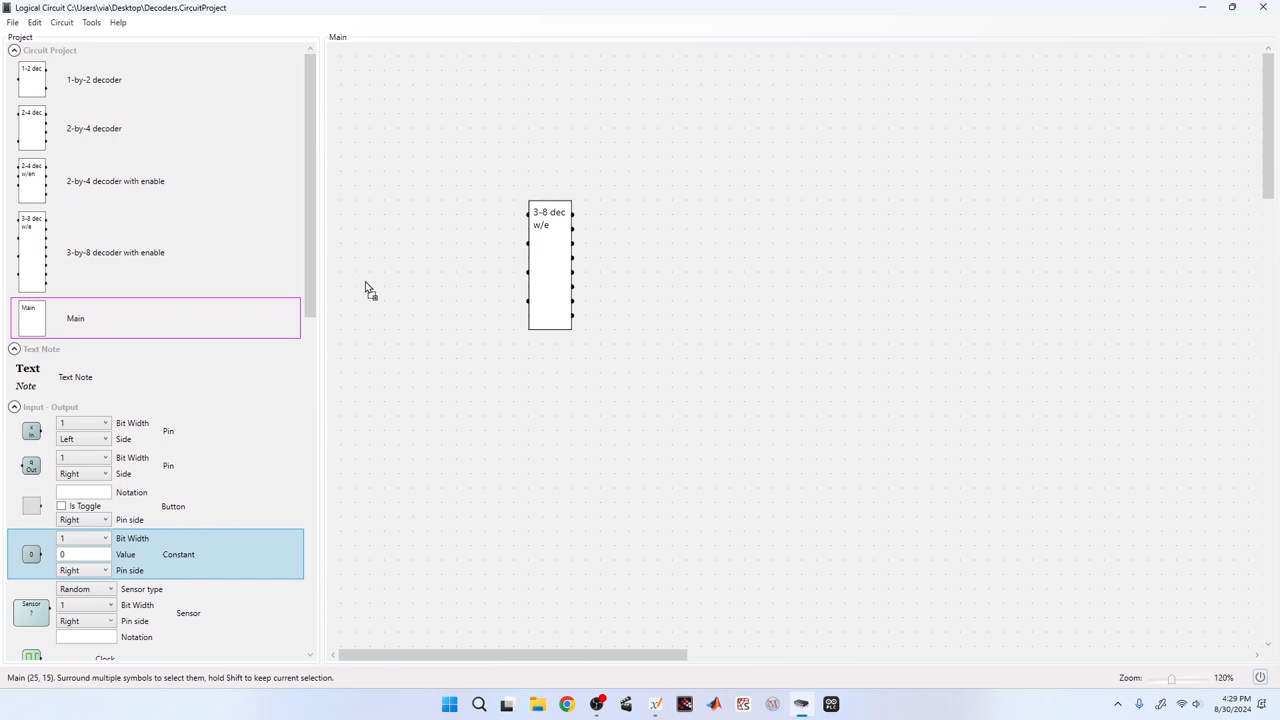 Logical Circuit C:\Users\via\Desktop\Decoders.CircuitProject
File Edit Circuit Tools Help
Project
Main
Circuit Project
1-2 dec
1-by-2 decoder
2-4 dec
2-by-4 decoder
2-4 dec
w/en
2-by-4 decoder with enable
3-8 dec
w/e
3-by-8 decoder with enable
Main
Main
Text Note
Text
Note
Text Note
Input - Output
x
In
1 Bit Width
Left Side
Pin
q
Out
1 Bit Width
Right Side
Pin
Notation
Is Toggle
Right Pin side
Button
0
1 Bit Width
0 Value
Right Pin side
Constant
Sensor
?
Random Sensor type
1 Bit Width
Right Pin side
Notation
Sensor
Clock
3-8 dec
w/e
Main (25, 15). Surround multiple symbols to select them, hold Shift to keep current selection.
Zoom: 120%
4:29 PM
8/30/2024